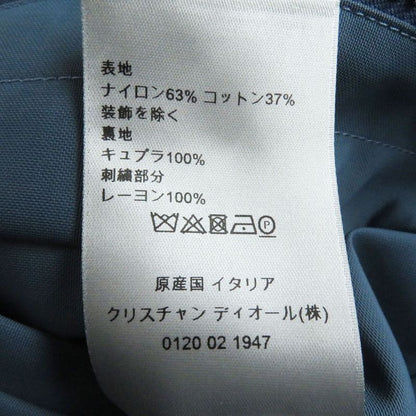 表地
ナイロン63% コットン37%
装飾を除く
裏地
キュプラ100%
刺繍部分
レーヨン100%
P
原産国 イタリア
クリスチャン ディオール(株)
0120 02 1947